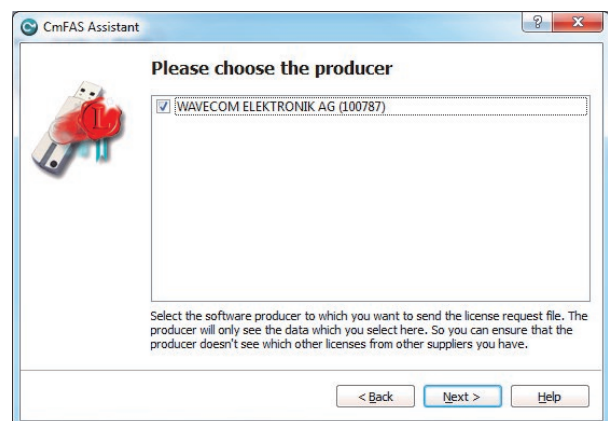 CmFAS Assistant
Please choose the producer
WAVECOM ELEKTRONIK AG (100787)
Select the software producer to which you want to send the license request file. The
producer will only see the data which you select here. So you can ensure that the
producer doesn't see which other licenses from other suppliers you have.
< Back
Next >
Help